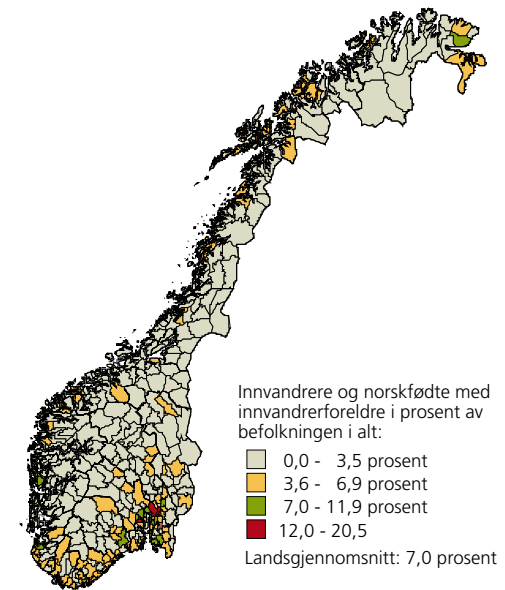 Innvandrere og norskfødte med
innvandrerforeldre i prosent av
befolkningen i alt:
0,0 - 3,5 prosent
3,6 - 6,9 prosent
7,0 - 11,9 prosent
12,0 - 20,5
Landsgjennomsnitt: 7,0 prosent